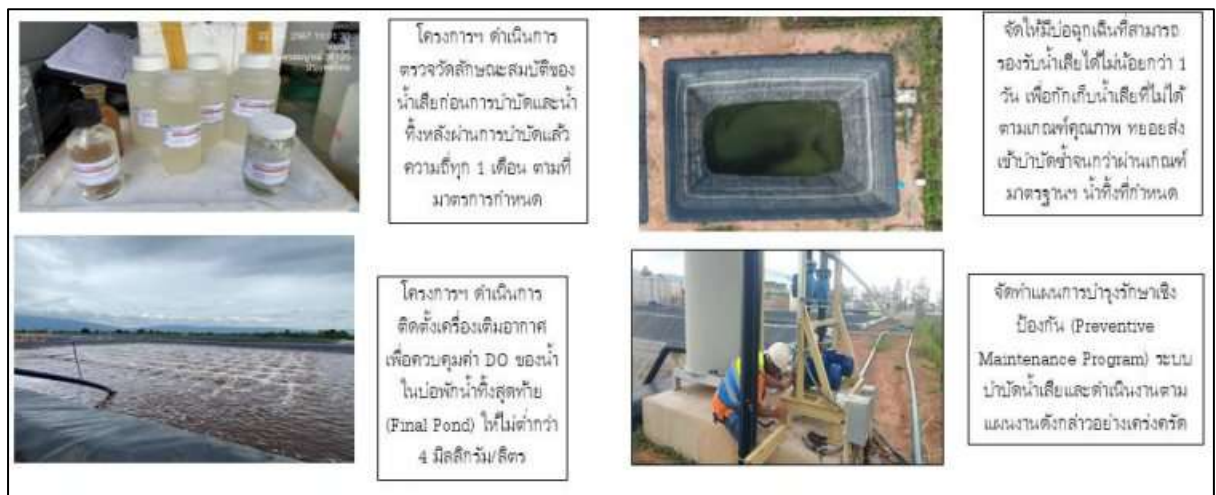 โครงการฯ ดำเนินการ
ตรวจวัดลักษณะสมบัติของ
น้ำเสียก่อนการบำบัดและน้ำ
ทิ้งหลังผ่านการบำบัดแล้ว
ความถี่ทุก 1 เดือน ตามที่
มาตรการกำหนด
จัดให้มีบ่อฉุกเฉินที่สามารถ
รองรับน้ำเสียได้ไม่น้อยกว่า 1
วัน เพื่อกักเก็บน้ำเสียที่ไม่ได้
ตามเกณฑ์คุณภาพ ทยอยส่ง
เข้าบำบัดซ้ำจนกว่าผ่านเกณฑ์
มาตรฐานฯ น้ำทิ้งที่กำหนด
โครงการฯ ดำเนินการ
ติดตั้งเครื่องเติมอากาศ
เพื่อควบคุมค่า DO ของน้ำ
ในบ่อพักน้ำทิ้งสุดท้าย
(Final Pond) ให้ไม่ต่ำกว่า
4 มิลลิกรัม/ลิตร
จัดทำแผนการบำรุงรักษาเชิง
ป้องกัน (Preventive
Maintenance Program) ระบบ
บำบัดน้ำเสียและดำเนินงานตาม
แผนงานดังกล่าวอย่างเคร่งครัด